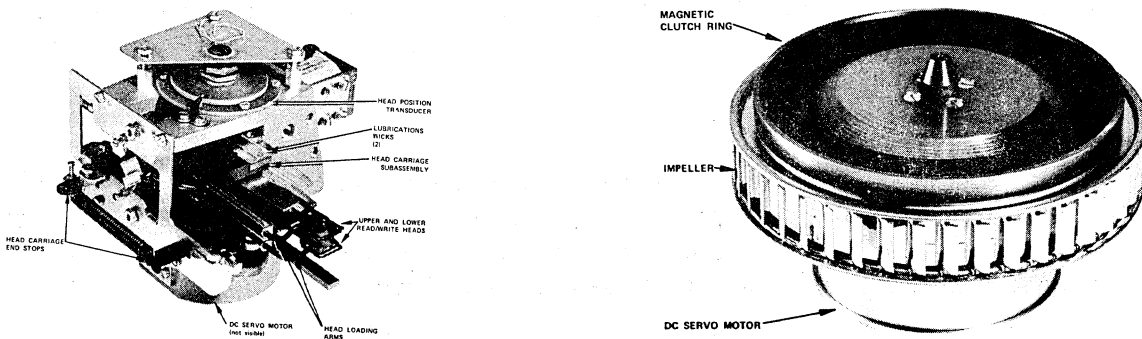 HEAD POSITION
TRANSDUCER
LUBRICATIONS
WICKS
(2)
HEAD CARRIAGE
SUBASSEMBLY
UPPER AND LOWER
READ/WRITE HEADS
HEAD CARRIAGE
END STOPS
DC SERVO MOTOR
(not visible)
HEAD LOADING
ARMS
MAGNETIC
CLUTCH RING
IMPELLER
DC SERVO MOTOR